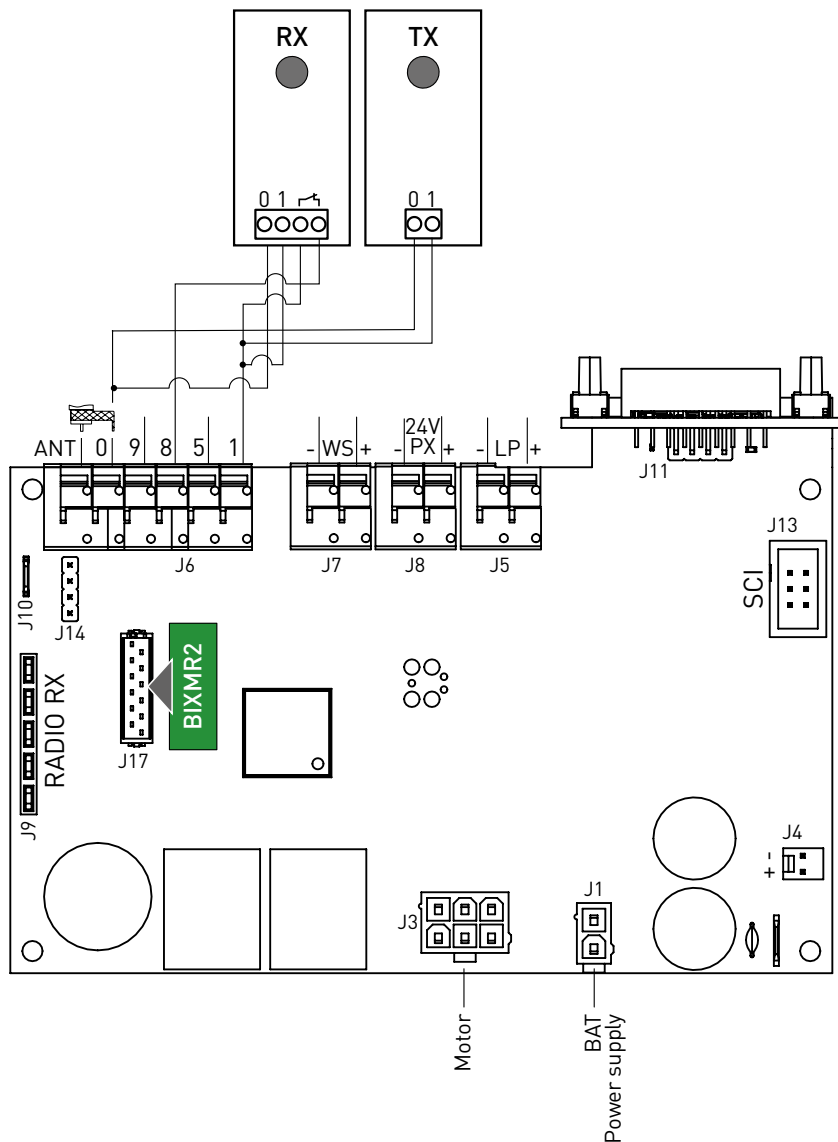 RX
TX
0 1
0 1
ANT 0 9 8 5 1
- WS +
24V
- PX +
- LP +
J6
J7
J8
J5
J11
J13
SCI
J10
J14
BIXMR2
J17
RADIO RX
J9
J4
+ -
J3
J1
Motor
BAT
Power supply